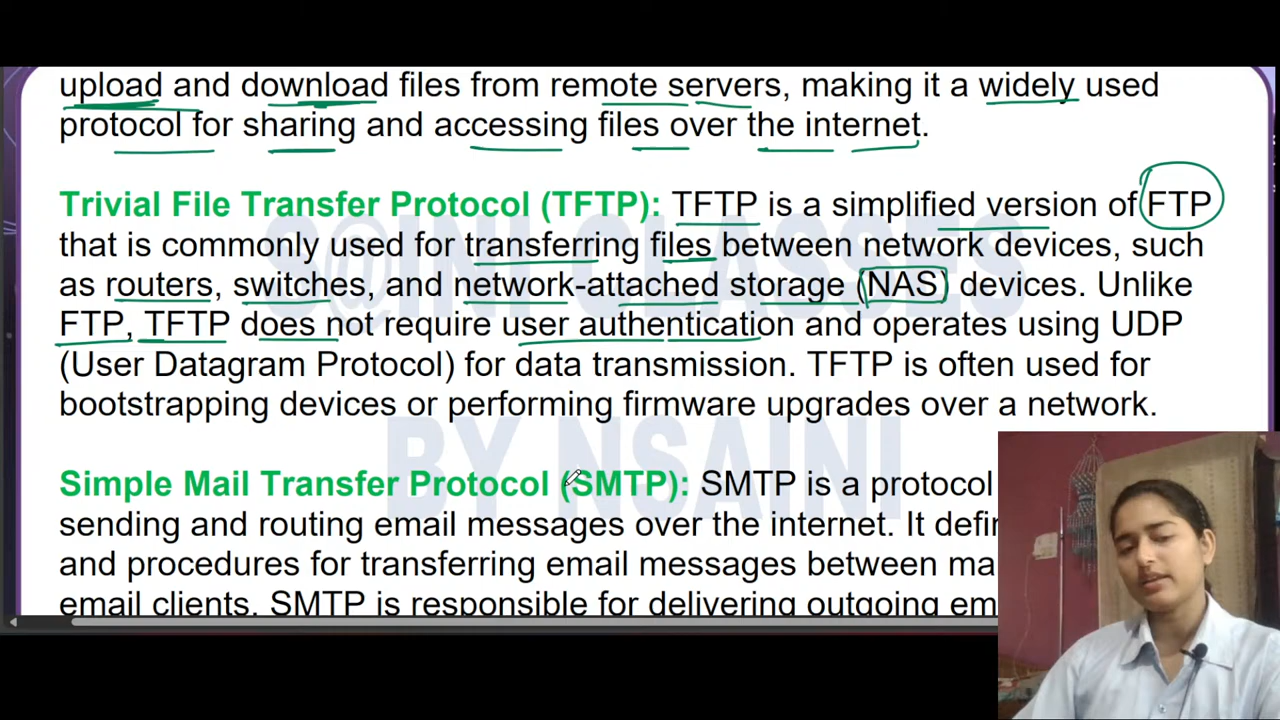 upload and download files from remote servers, making it a widely used
protocol for sharing and accessing files over the internet.
Trivial File Transfer Protocol (TFTP): TFTP is a simplified version of FTP
that is commonly used for transferring files between network devices, such
as routers, switches, and network-attached storage (NAS) devices. Unlike
FTP, TFTP does not require user authentication and operates using UDP
(User Datagram Protocol) for data transmission. TFTP is often used for
bootstrapping devices or performing firmware upgrades over a network.
Simple Mail Transfer Protocol (SMTP): SMTP is a protocol
sending and routing email messages over the internet. It defin
and procedures for transferring email messages between ma
email clients. SMTP is responsible for delivering outgoing em
S@INI CLASSES
BY NSAINI